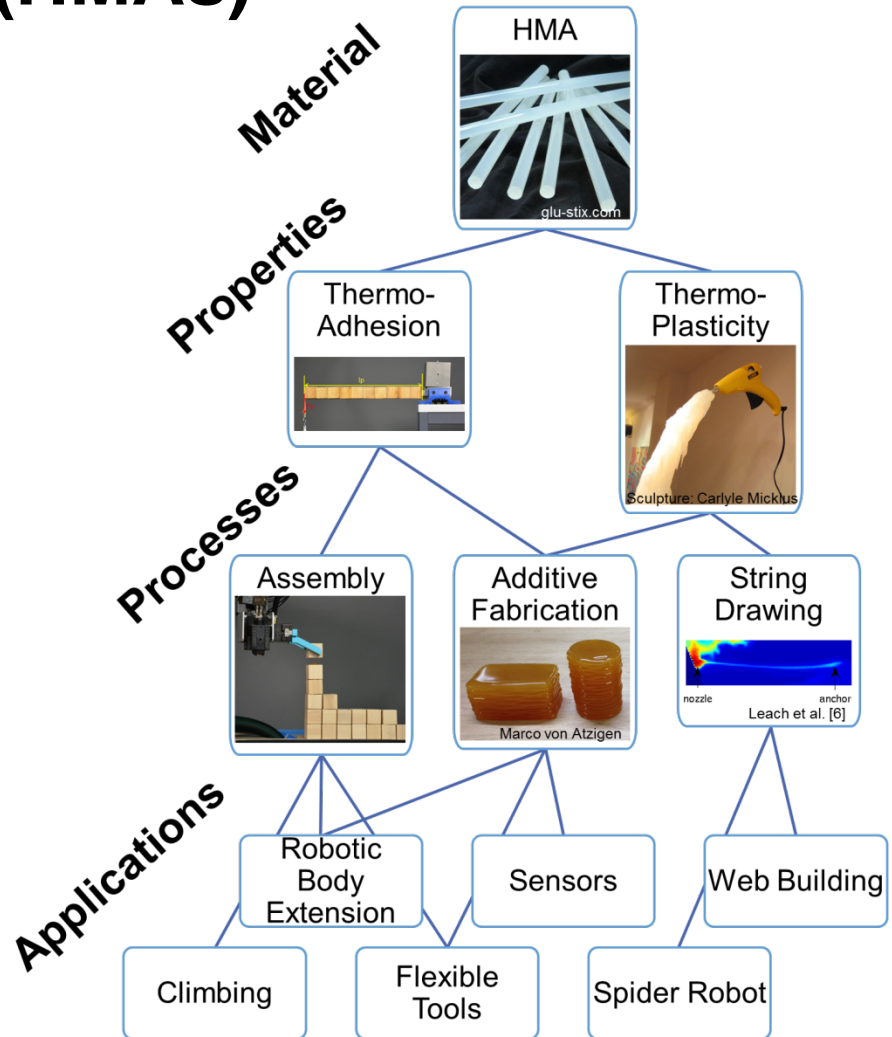 (HMAs)
Material
HMA
glu-stix.com
Properties
Thermo-
Adhesion
lp
Thermo-
Plasticity
Sculpture: Carlyle Micklus
Processes
Assembly
Additive
Fabrication
Marco von Atzigen
String
Drawing
nozzle
anchor
Leach et al. [6]
Applications
Robotic
Body
Extension
Sensors
Web Building
Climbing
Flexible
Tools
Spider Robot